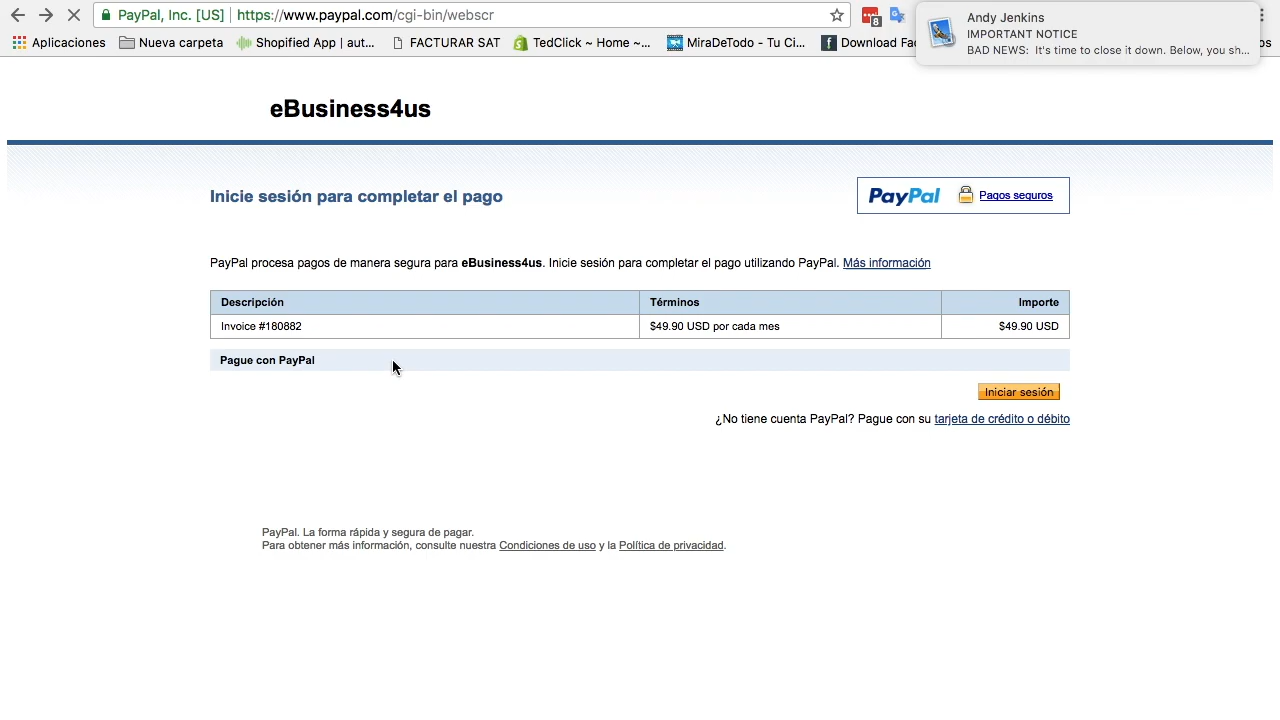 PayPal, Inc. [US] https://www.paypal.com/cgi-bin/webscr
8
Andy Jenkins
IMPORTANT NOTICE
BAD NEWS: It's time to close it down. Below, you sh...
Aplicaciones Nueva carpeta Shopified App | aut... FACTURAR SAT TedClick ~ Home ~... MiraDeTodo - Tu Ci... Download Fac
eBusiness4us
Inicie sesión para completar el pago
PayPal Pagos seguros
PayPal procesa pagos de manera segura para eBusiness4us. Inicie sesión para completar el pago utilizando PayPal. Más información
Descripción Términos Importe
Invoice #180882 $49.90 USD por cada mes $49.90 USD
Pague con PayPal
Iniciar sesión
¿No tiene cuenta PayPal? Pague con su tarjeta de crédito o débito
PayPal. La forma rápida y segura de pagar.
Para obtener más información, consulte nuestra Condiciones de uso y la Política de privacidad.